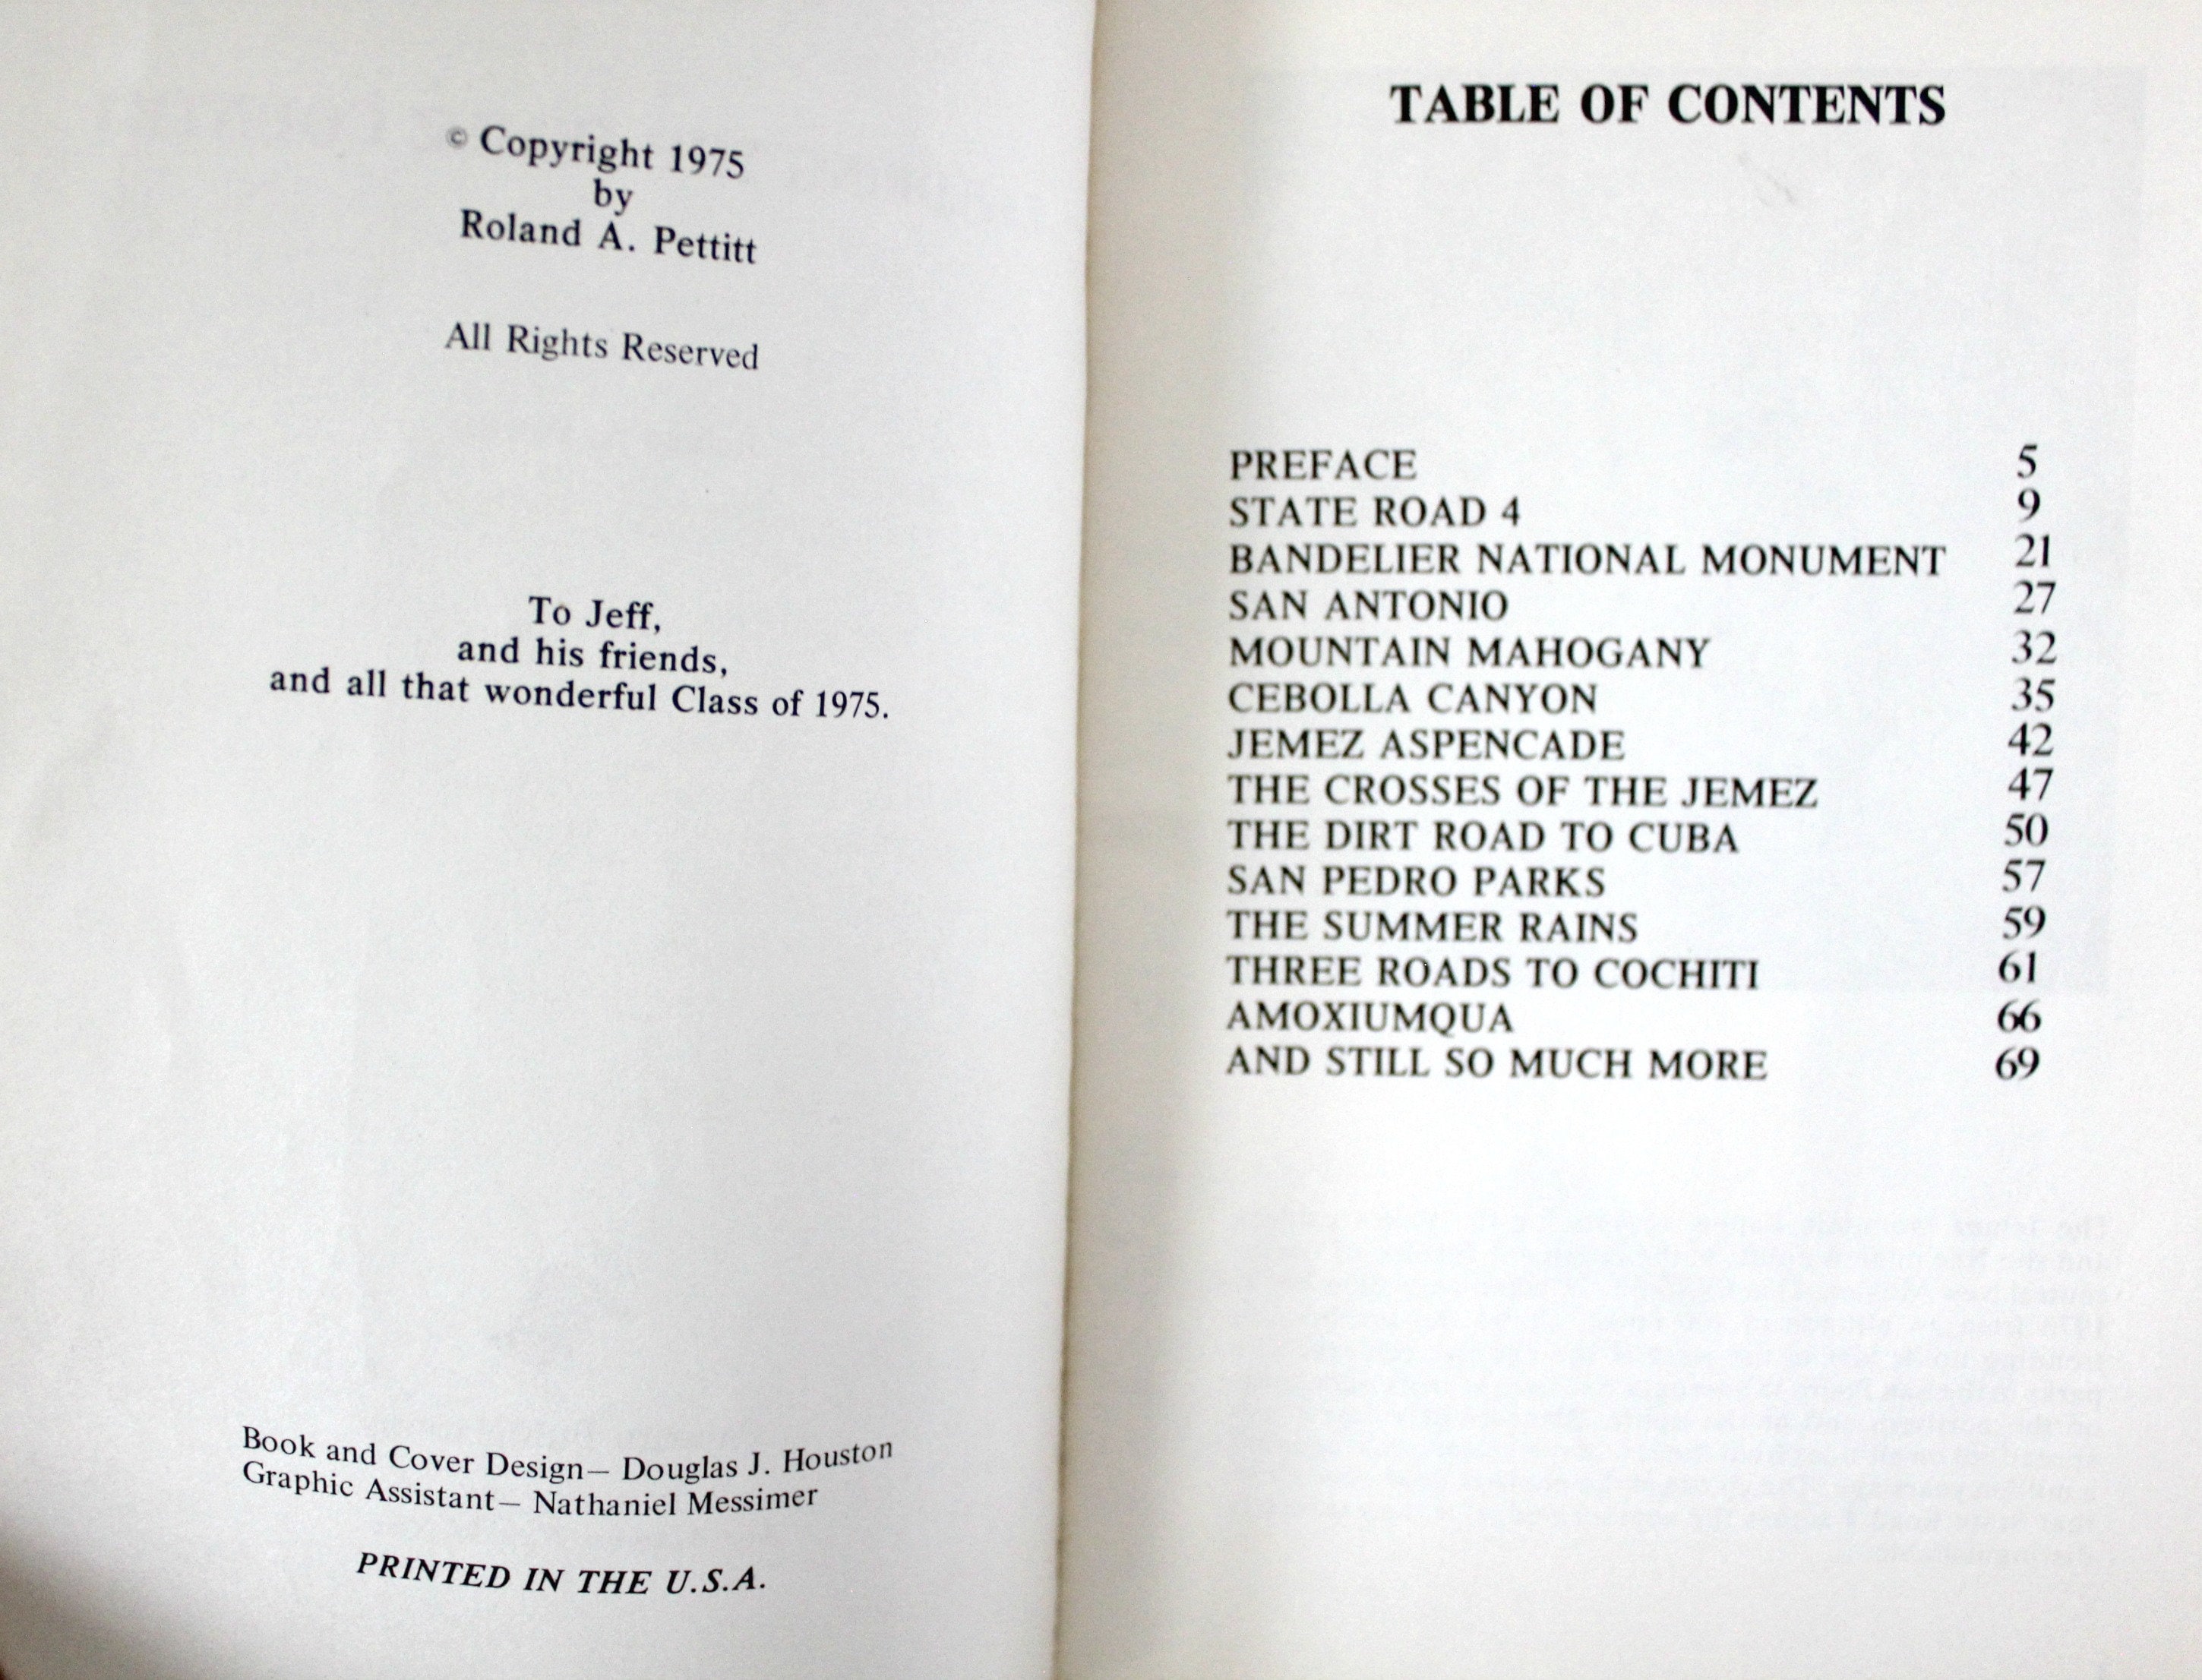 © Copyright 1975
by
Roland A. Pettitt
All Rights Reserved
To Jeff,
and his friends,
and all that wonderful Class of 1975.
Book and Cover Design— Douglas J. Houston
Graphic Assistant— Nathaniel Messimer
PRINTED IN THE U.S.A.
TABLE OF CONTENTS
PREFACE 5
STATE ROAD 4 9
BANDELIER NATIONAL MONUMENT 21
SAN ANTONIO 27
MOUNTAIN MAHOGANY 32
CEBOLLA CANYON 35
JEMEZ ASPENCADE 42
THE CROSSES OF THE JEMEZ 47
THE DIRT ROAD TO CUBA 50
SAN PEDRO PARKS 57
THE SUMMER RAINS 59
THREE ROADS TO COCHITI 61
AMOXIUMQUA 66
AND STILL SO MUCH MORE 69